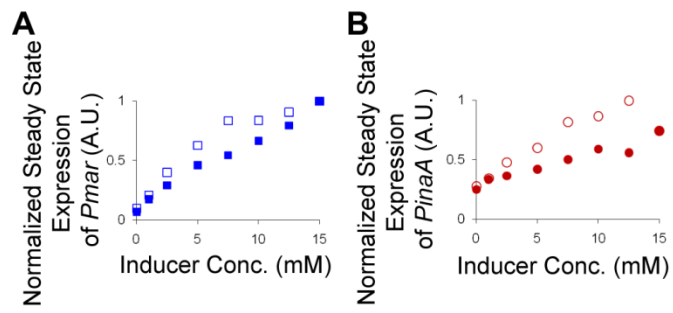 A
Normalized Steady State
Expression
of Pmar (A.U.)
1
0.5
0
0
5
10
15
Inducer Conc. (mM)
B
Normalized Steady State
Expression
of PinaA (A.U.)
1
0.5
0
0
5
10
15
Inducer Conc. (mM)